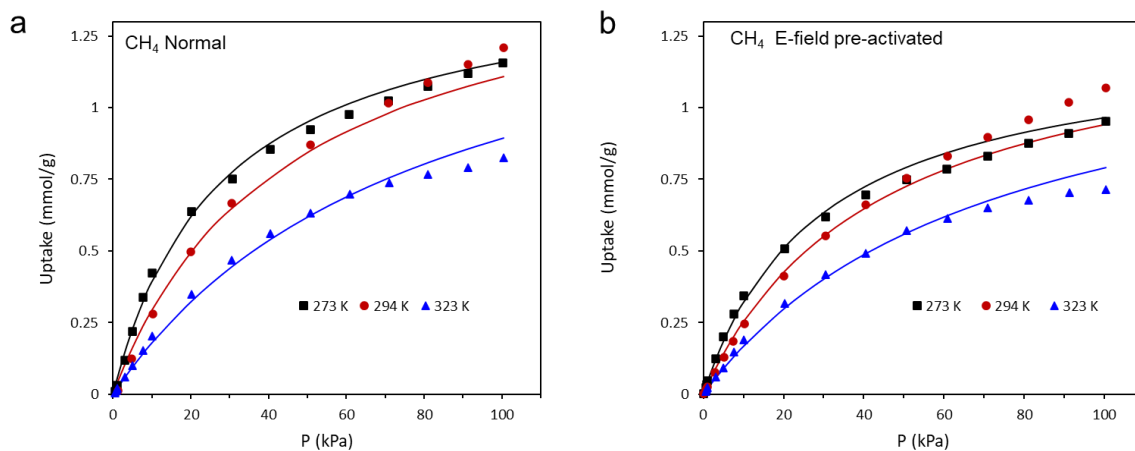 a
CH₄ Normal
Uptake (mmol/g)
1.25
1
0.75
0.5
0.25
0
273 K 294 K 323 K
0 20 40 60 80 100
P (kPa)
b
CH₄ E-field pre-activated
Uptake (mmol/g)
1.25
1
0.75
0.5
0.25
0
273 K 294 K 323 K
0 20 40 60 80 100
P (kPa)